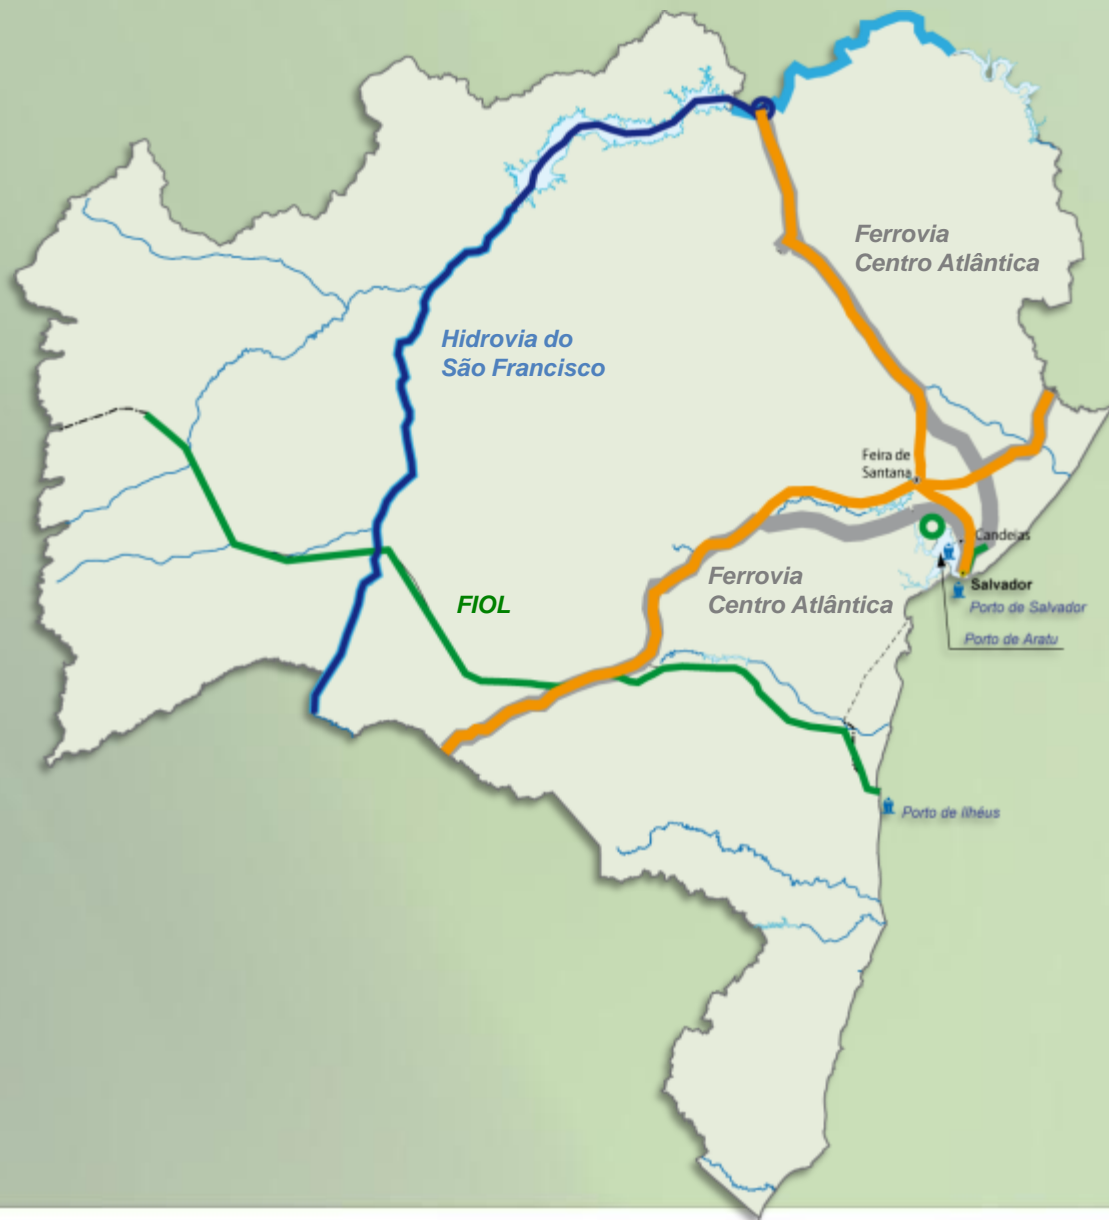 Ferrovia
Centro Atlântica
Hidrovia do
São Francisco
Feira de
Santana
Candeias
Ferrovia
Centro Atlântica
Salvador
FIOL
Porto de Salvador
Porto de Aratu
Porto de Ilhéus